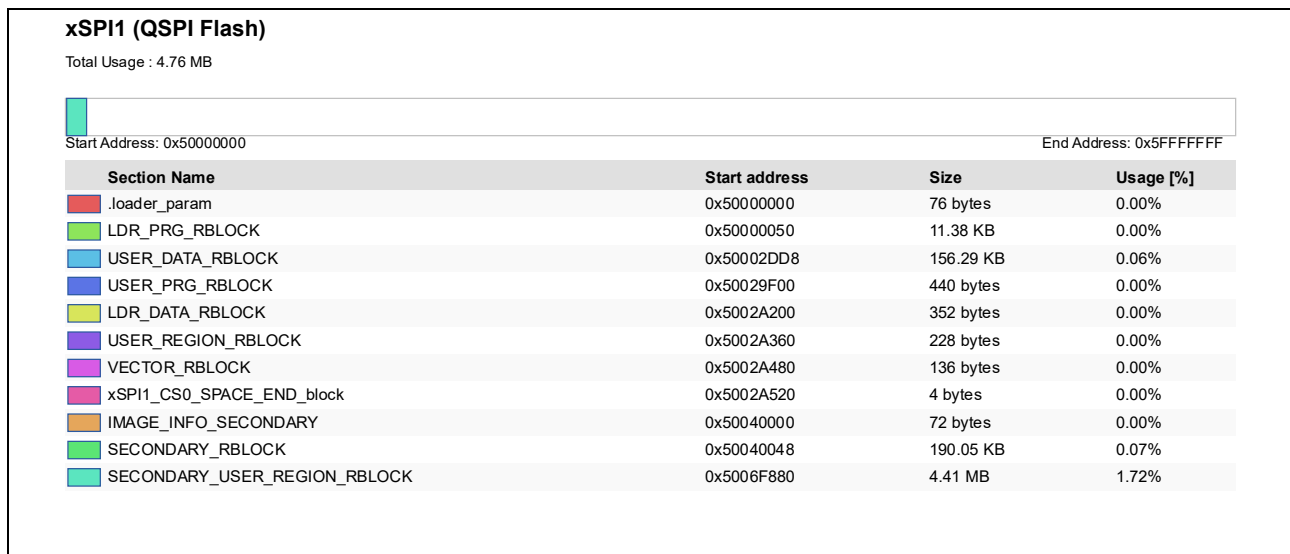 xSPI1 (QSPI Flash)
Total Usage : 4.76 MB
Start Address: 0x50000000 End Address: 0x5FFFFFFF
Section Name Start address Size Usage [%]
.loader_param 0x50000000 76 bytes 0.00%
LDR_PRG_RBLOCK 0x50000050 11.38 KB 0.00%
USER_DATA_RBLOCK 0x50002DD8 156.29 KB 0.06%
USER_PRG_RBLOCK 0x50029F00 440 bytes 0.00%
LDR_DATA_RBLOCK 0x5002A200 352 bytes 0.00%
USER_REGION_RBLOCK 0x5002A360 228 bytes 0.00%
VECTOR_RBLOCK 0x5002A480 136 bytes 0.00%
xSPI1_CS0_SPACE_END_block 0x5002A520 4 bytes 0.00%
IMAGE_INFO_SECONDARY 0x50040000 72 bytes 0.00%
SECONDARY_RBLOCK 0x50040048 190.05 KB 0.07%
SECONDARY_USER_REGION_RBLOCK 0x5006F880 4.41 MB 1.72%